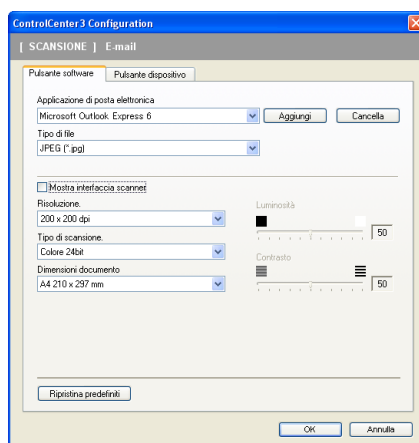 ControlCenter3 Configuration
[ SCANSIONE ] E-mail
Pulsante software
Pulsante dispositivo
Applicazione di posta elettronica
Microsoft Outlook Express 6
Aggiungi
Cancella
Tipo di file
JPEG (*.jpg)
Mostra interfaccia scanner
Risoluzione.
Luminosità
200 x 200 dpi
50
Tipo di scansione.
Colore 24bit
Contrasto
Dimensioni documento
A4 210 x 297 mm
50
Ripristina predefiniti
OK
Annulla